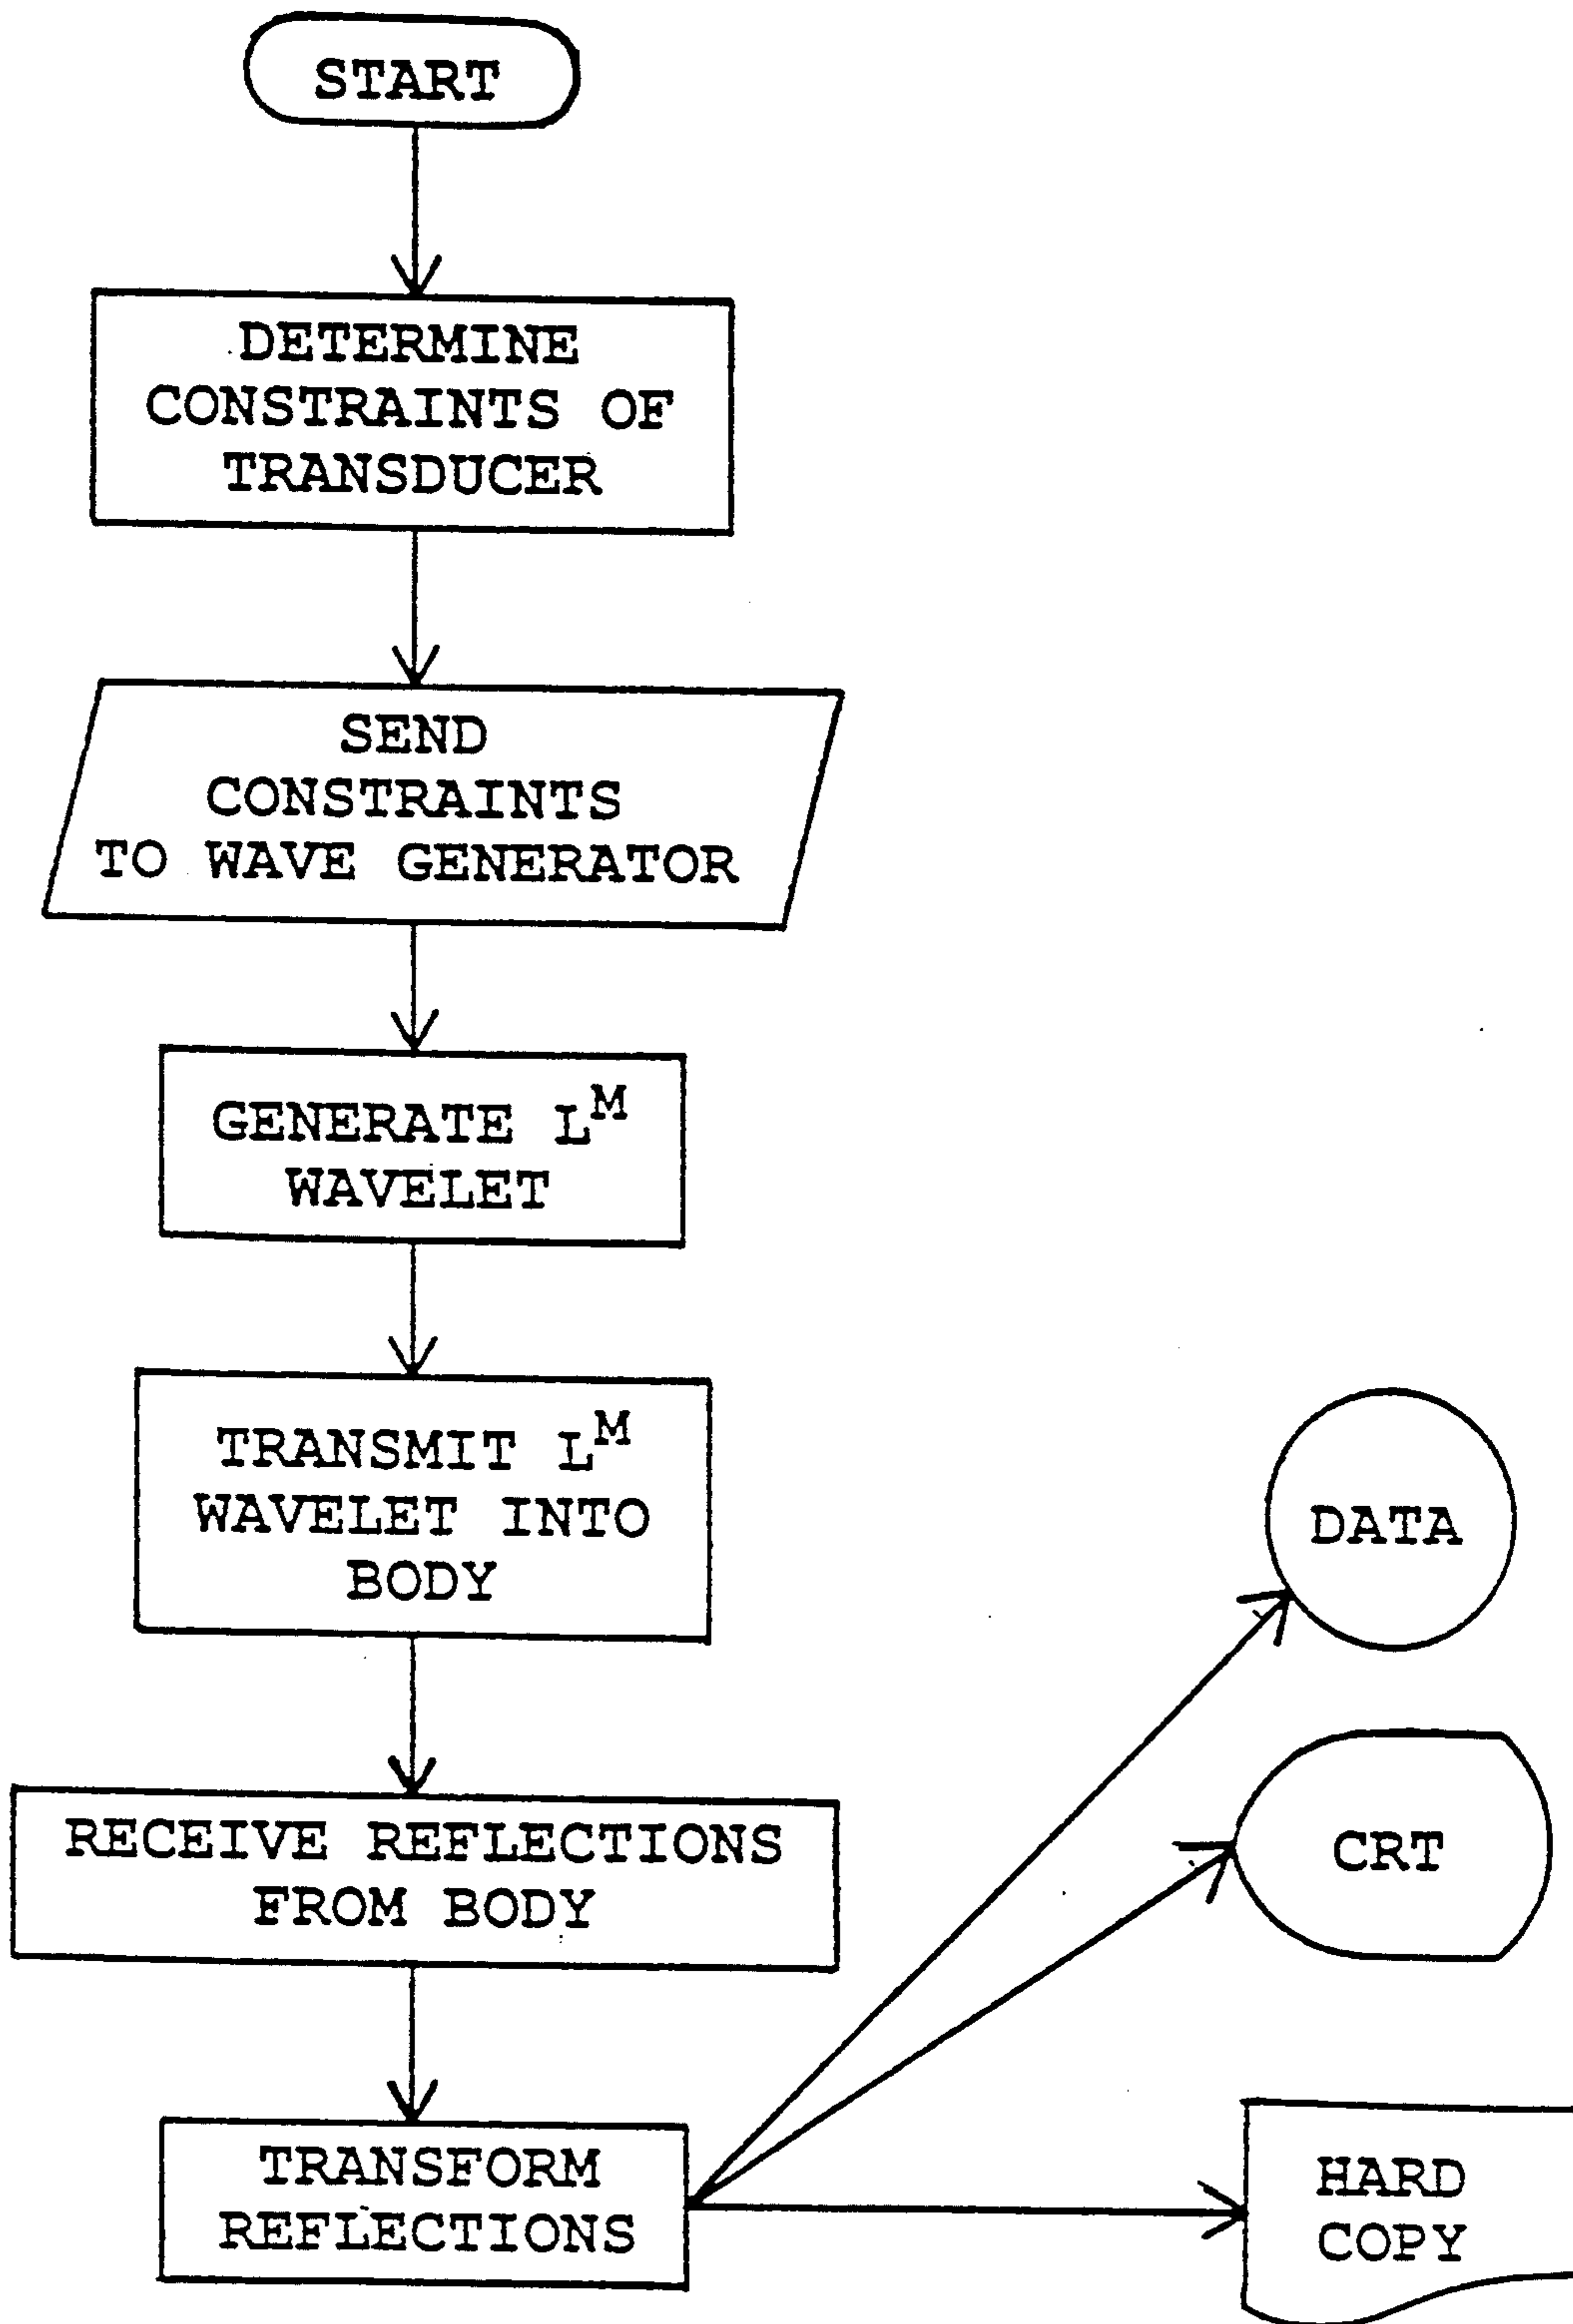 START
DETERMINE
CONSTRAINTS OF
TRANSDUCER
SEND
CONSTRAINTS
TO WAVE GENERATOR
GENERATE L^M
WAVELET
TRANSMIT L^M
WAVELET INTO
BODY
RECEIVE REFLECTIONS
FROM BODY
TRANSFORM
REFLECTIONS
DATA
CRT
HARD
COPY